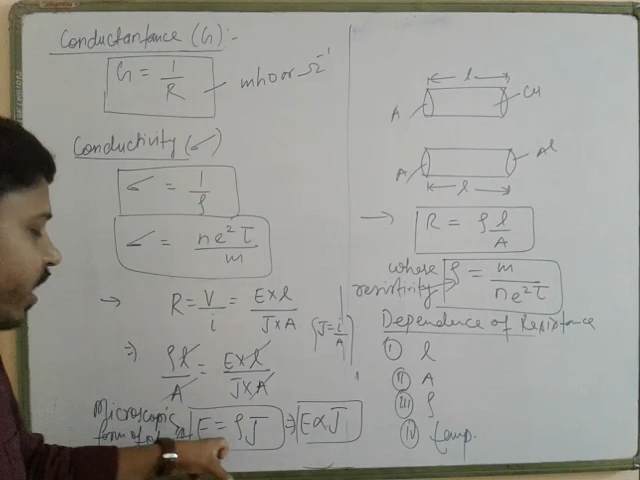 Conductantance (G):-
G = 1/R mho or Ω⁻¹
Conductivity (σ)
σ = 1/ρ
σ = ne²τ/m
→ R = V/i = E×l/J×A (J = i/A)
⇒ ρl/A = E×l/J×A
Microscopic
form of
E = ρJ ⇒ E ∝ J
l
A Cu
A Al
l
→ R = ρ l/A
where
resistivity ρ = m/ne²τ
Dependence of Resistance
(I) l
(II) A
(III) ρ
(IV) temp.